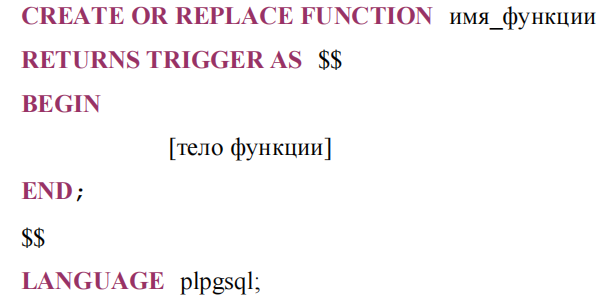 CREATE OR REPLACE FUNCTION имя_функции
RETURNS TRIGGER AS $$
BEGIN
[тело функции]
END;
$$
LANGUAGE plpgsql;